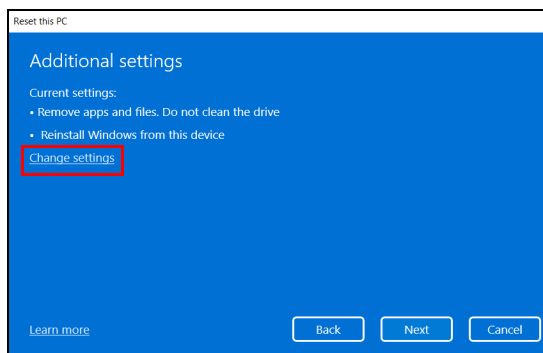 Reset this PC
Additional settings
Current settings:
• Remove apps and files. Do not clean the drive
• Reinstall Windows from this device
Change settings
Learn more
Back
Next
Cancel